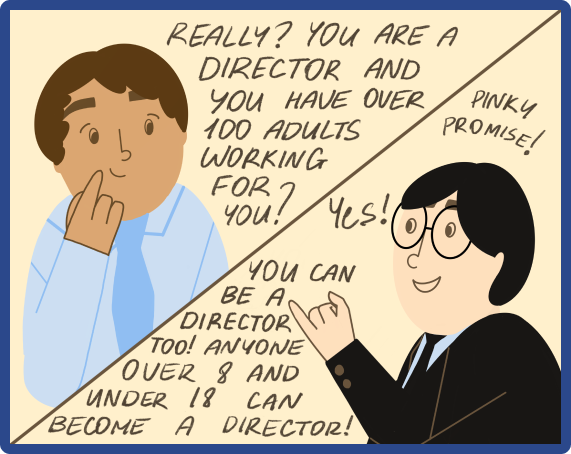 REALLY? YOU ARE A
DIRECTOR AND
YOU HAVE OVER
100 ADULTS
WORKING
FOR
YOU?
PINKY
PROMISE!
Yes!
YOU CAN
BE A
DIRECTOR
TOO! ANYONE
OVER 8 AND
UNDER 18 CAN
BECOME A DIRECTOR!